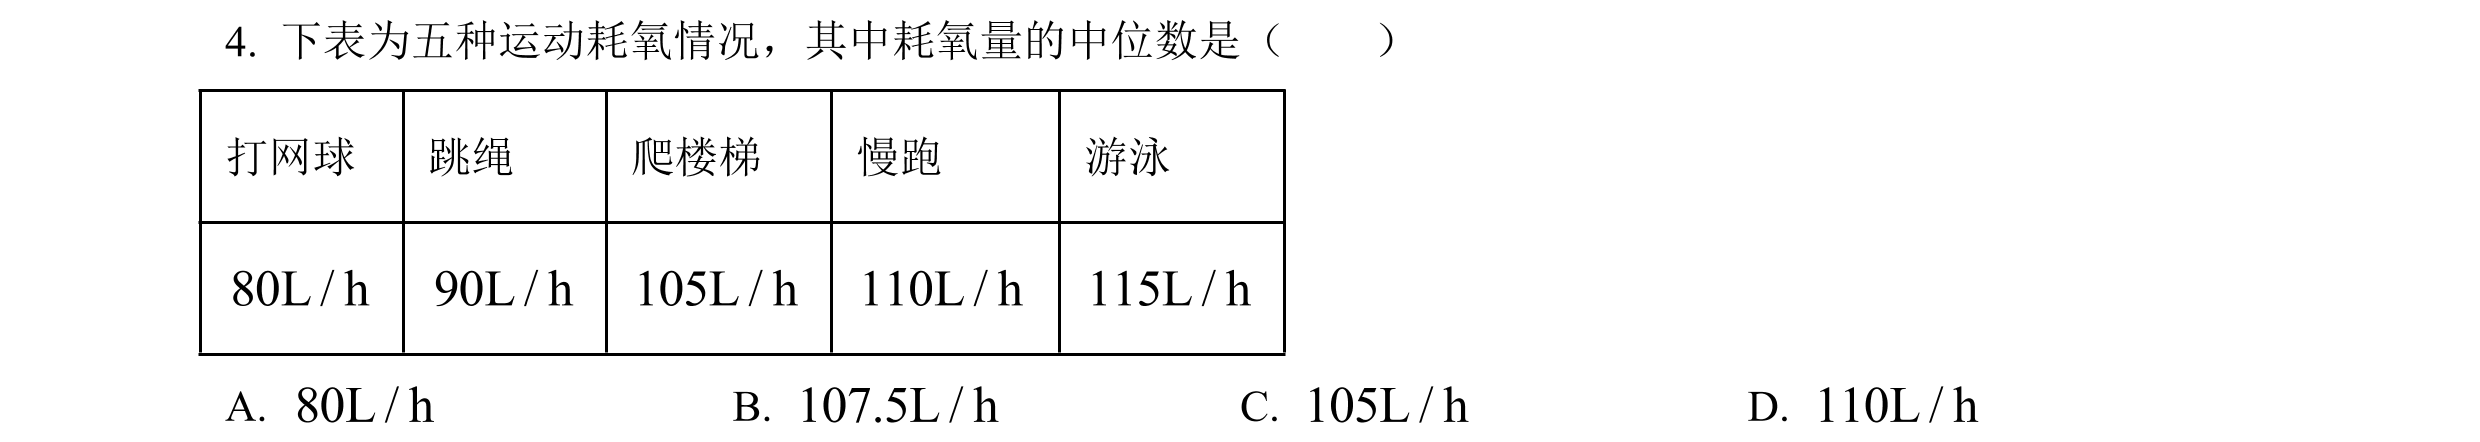 4. 下表为五种运动耗氧情况，其中耗氧量的中位数是（　　）
打网球 跳绳 爬楼梯 慢跑 游泳
80L / h 90L / h 105L / h 110L / h 115L / h
A. 80L / h B. 107.5L / h C. 105L / h D. 110L / h